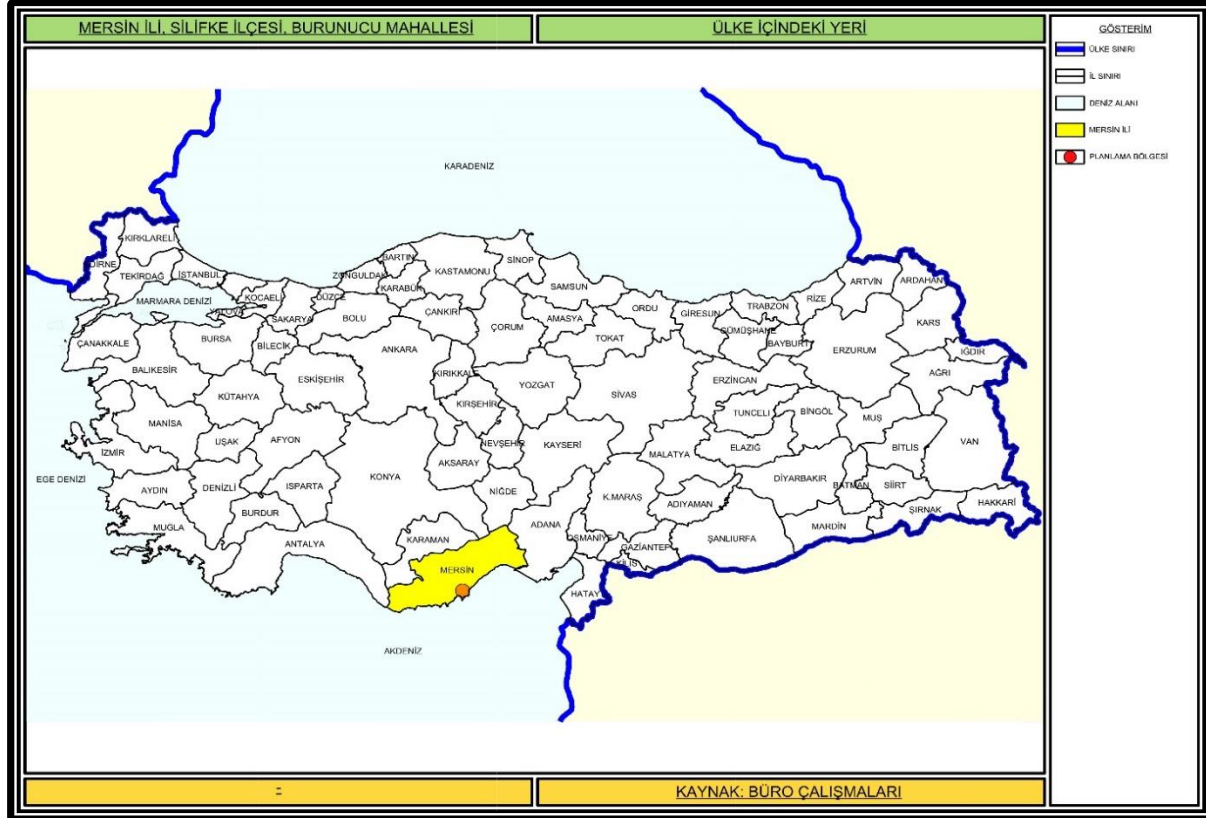 MERSİN İLİ, SİLİFKE İLÇESİ, BURUNUCU MAHALLESİ
ÜLKE İÇİNDEKİ YERİ
GÖSTERİM
ÜLKE SINIRI
İL SINIRI
DENİZ ALANI
MERSİN İLİ
PLANLAMA BÖLGESİ
KARADENİZ
KIRKLARELİ
EDİRNE
TEKİRDAĞ
İSTANBUL
MARMARA DENİZİ
YALOVA
KOCAELİ
SAKARYA
DÜZCE
ZONGULDAK
BARTIN
KARABÜK
KASTAMONU
SİNOP
SAMSUN
ORDU
GİRESUN
TRABZON
RİZE
ARTVİN
ARDAHAN
KARS
IĞDIR
AĞRI
ERZURUM
BAYBURT
GÜMÜŞHANE
ÇANAKKALE
BURSA
BİLECİK
BOLU
ÇANKIRI
ÇORUM
AMASYA
TOKAT
BALIKESİR
KÜTAHYA
ESKİŞEHİR
ANKARA
KIRIKKALE
KIRŞEHİR
YOZGAT
SİVAS
ERZİNCAN
TUNCELİ
BİNGÖL
MUŞ
BİTLİS
VAN
MANİSA
UŞAK
AFYON
İZMİR
EGE DENİZİ
AYDIN
DENİZLİ
ISPARTA
BURDUR
KONYA
AKSARAY
NEVŞEHİR
KAYSERİ
NİĞDE
MALATYA
ELAZIĞ
DİYARBAKIR
BATMAN
SİİRT
ŞIRNAK
HAKKARİ
MUĞLA
ANTALYA
KARAMAN
MERSİN
ADANA
OSMANİYE
K.MARAŞ
ADIYAMAN
GAZİANTEP
KİLİS
ŞANLIURFA
MARDİN
HATAY
AKDENİZ
-
KAYNAK: BÜRO ÇALIŞMALARI